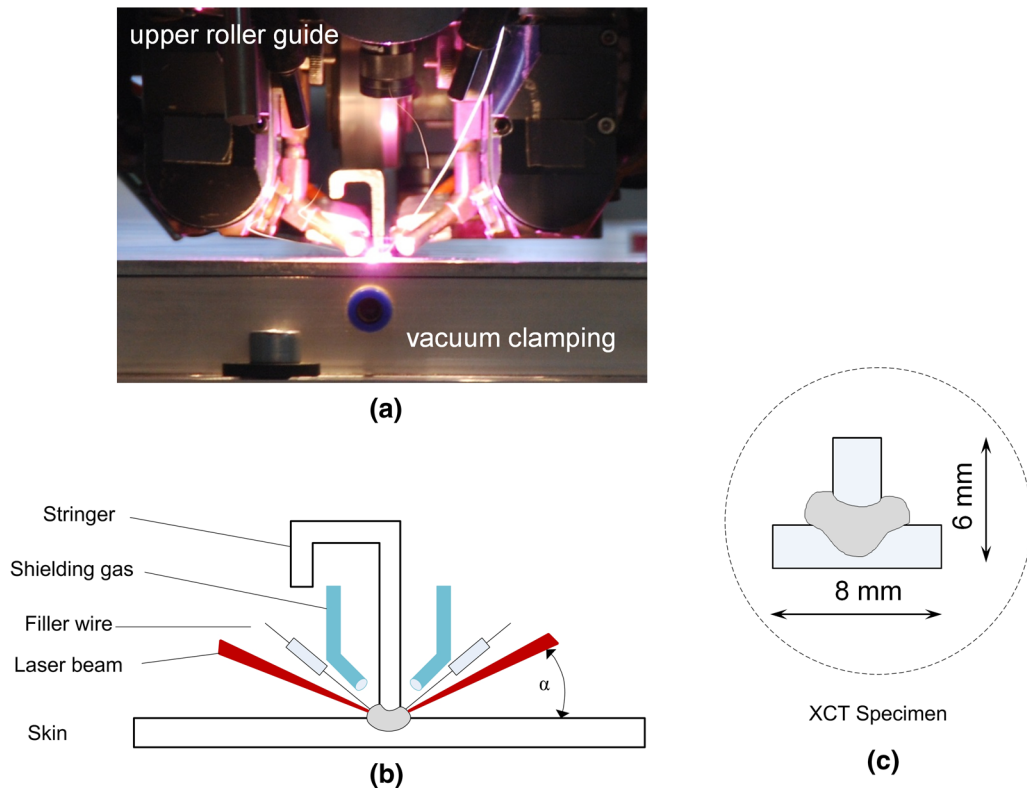 upper roller guide
vacuum clamping
(a)
Stringer
Shielding gas
Filler wire
Laser beam
α
Skin
(b)
6 mm
8 mm
XCT Specimen
(c)